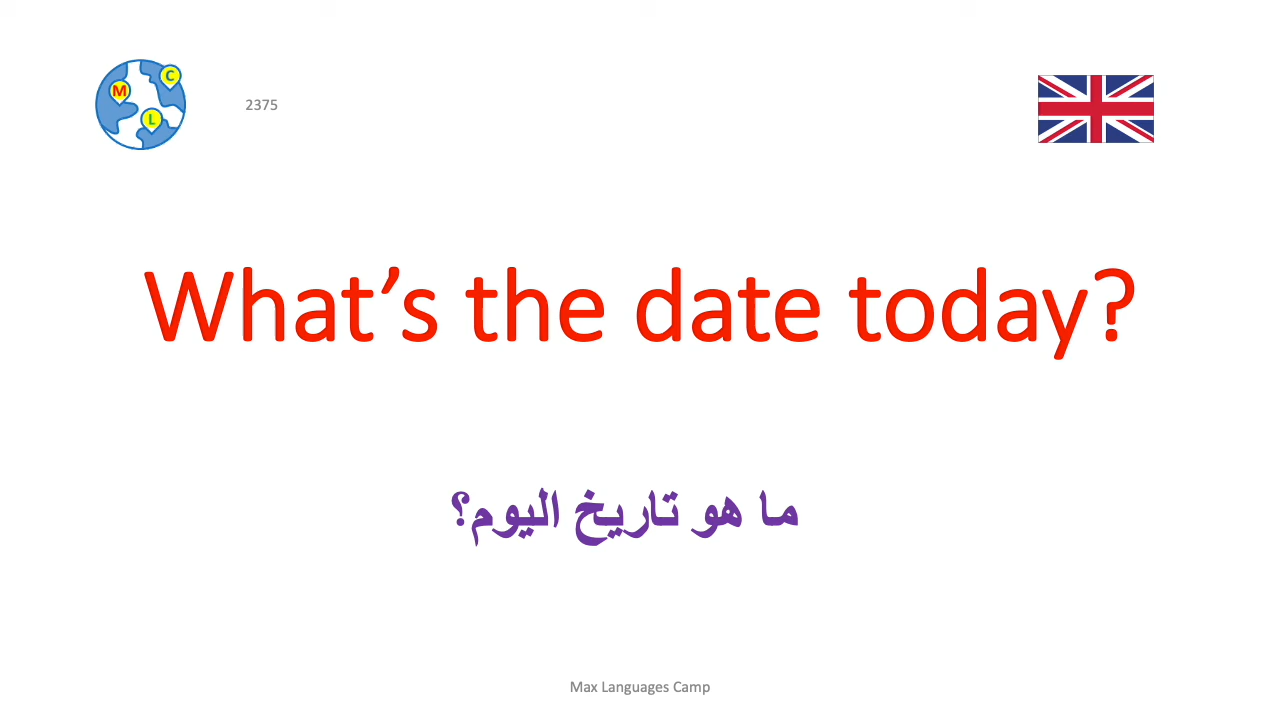 M
C
L
2375
What’s the date today?
ما هو تاريخ اليوم؟
Max Languages Camp